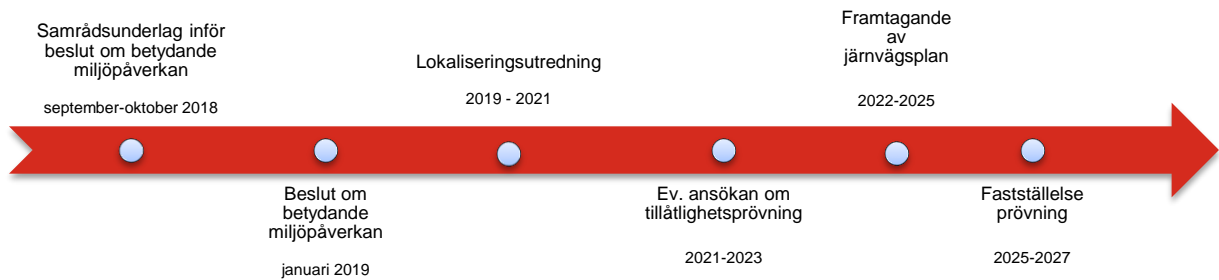 Samrådsunderlag inför
beslut om betydande
miljöpåverkan
september-oktober 2018
Beslut om
betydande
miljöpåverkan
januari 2019
Lokaliseringsutredning
2019 - 2021
Ev. ansökan om
tillåtlighetsprövning
2021-2023
Framtagande
av
järnvägsplan
2022-2025
Fastställelse
prövning
2025-2027